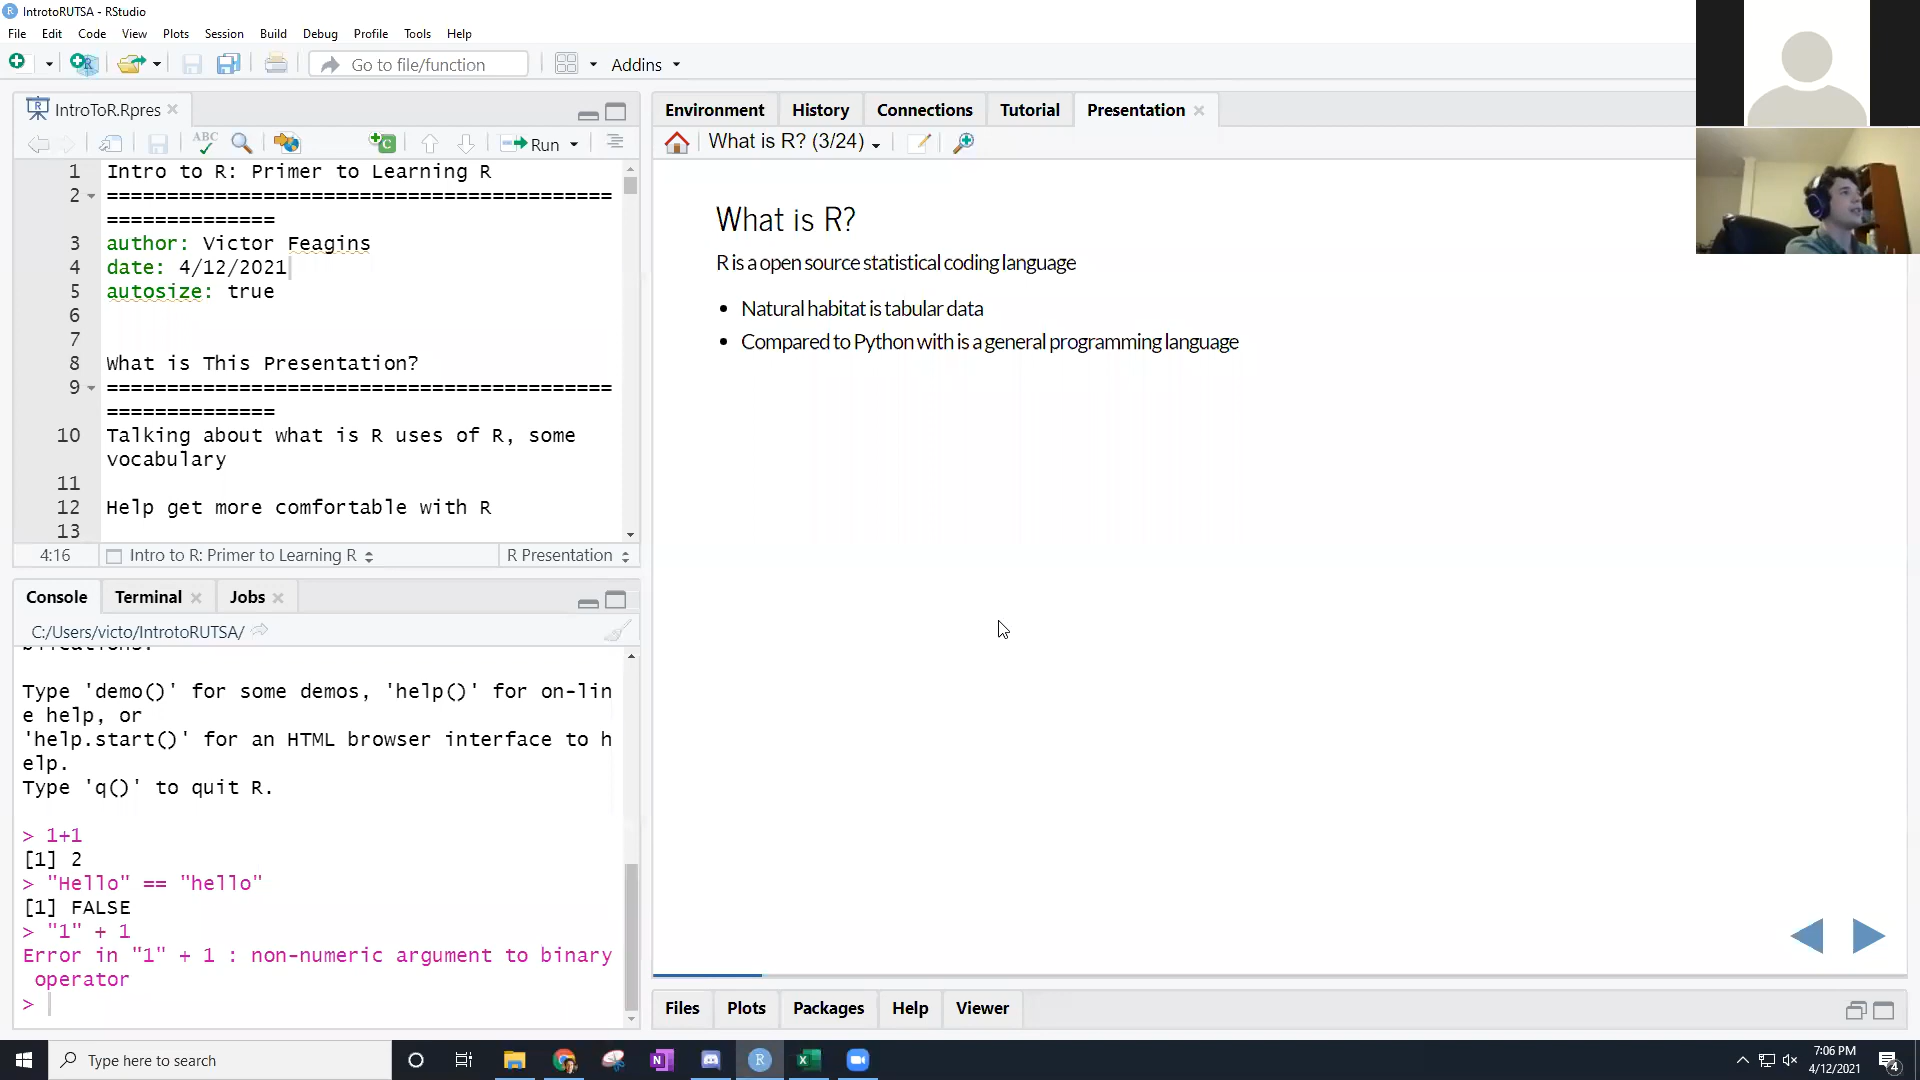 IntrotoRUTSA - RStudio
File Edit Code View Plots Session Build Debug Profile Tools Help
Go to file/function Addins
IntroToR.Rpres
Run
1 Intro to R: Primer to Learning R
2 ==========================================
==============
3 author: Victor Feagins
4 date: 4/12/2021
5 autosize: true
6
7
8 What is This Presentation?
9 ==========================================
==============
10 Talking about what is R uses of R, some
vocabulary
11
12 Help get more comfortable with R
13
4:16 Intro to R: Primer to Learning R R Presentation
Console Terminal Jobs
C:/Users/victo/IntrotoRUTSA/
Type 'demo()' for some demos, 'help()' for on-lin
e help, or
'help.start()' for an HTML browser interface to h
elp.
Type 'q()' to quit R.
> 1+1
[1] 2
> "Hello" == "hello"
[1] FALSE
> "1" + 1
Error in "1" + 1 : non-numeric argument to binary
operator
>
Environment History Connections Tutorial Presentation
What is R? (3/24)
What is R?
R is a open source statistical coding language
• Natural habitat is tabular data
• Compared to Python with is a general programming language
Files Plots Packages Help Viewer
Type here to search
7:06 PM
4/12/2021
4